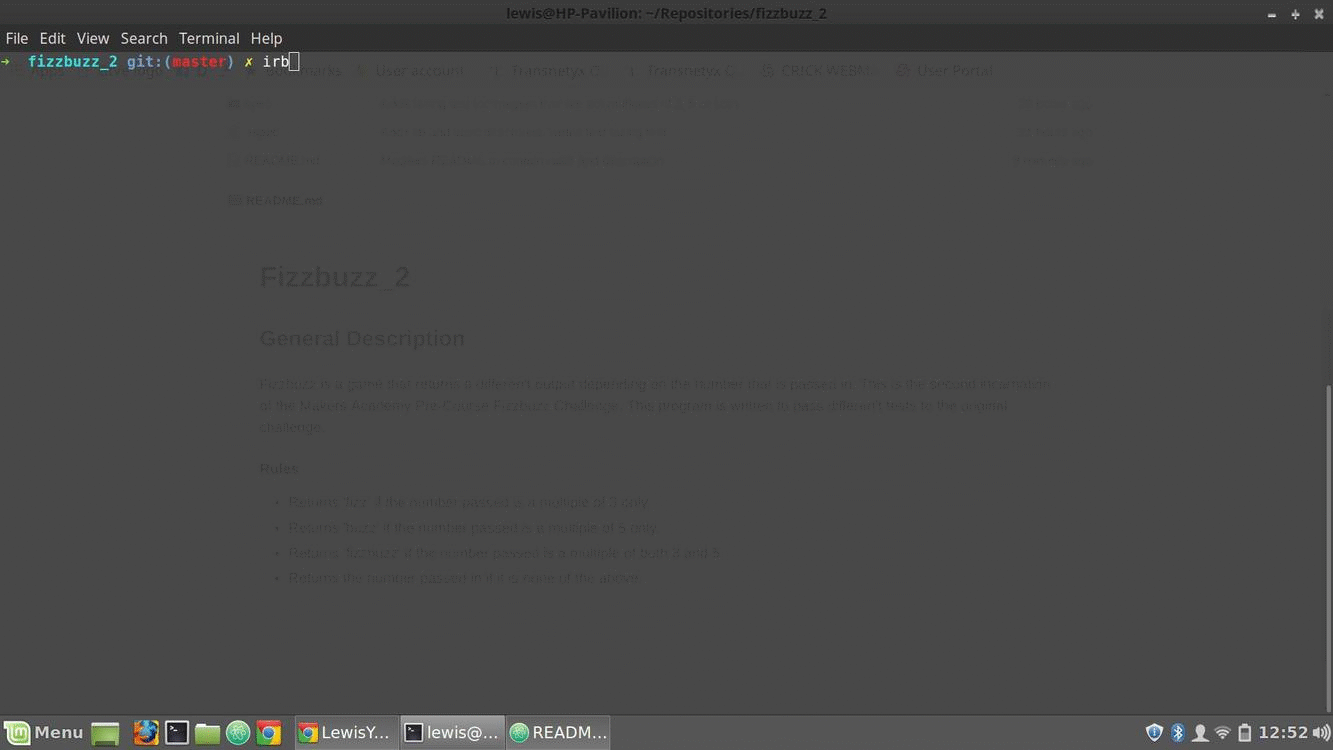 lewis@HP-Pavilion: ~/Repositories/fizzbuzz_2
File Edit View Search Terminal Help
➜ fizzbuzz_2 git:(master) ✗ irb
Apps Bookmarks User account Transnetyx C Transnetyx C CRICK WEBM User Portal
README.md
README.md
Fizzbuzz_2
General Description
Fizzbuzz is a game that returns a different output depending on the number that is passed in. This is the second incarnation
of the Makers Academy Pre-Course Fizzbuzz Challenge. This program is written to pass different tests to the original
challenge.
Rules
• Returns 'fizz' if the number passed is a multiple of 3 only.
• Returns 'buzz' if the number passed is a multiple of 5 only.
• Returns 'fizzbuzz' if the number passed is a multiple of both 3 and 5.
• Returns the number passed in if it is none of the above.
Menu LewisY... lewis@... READM... 12:52